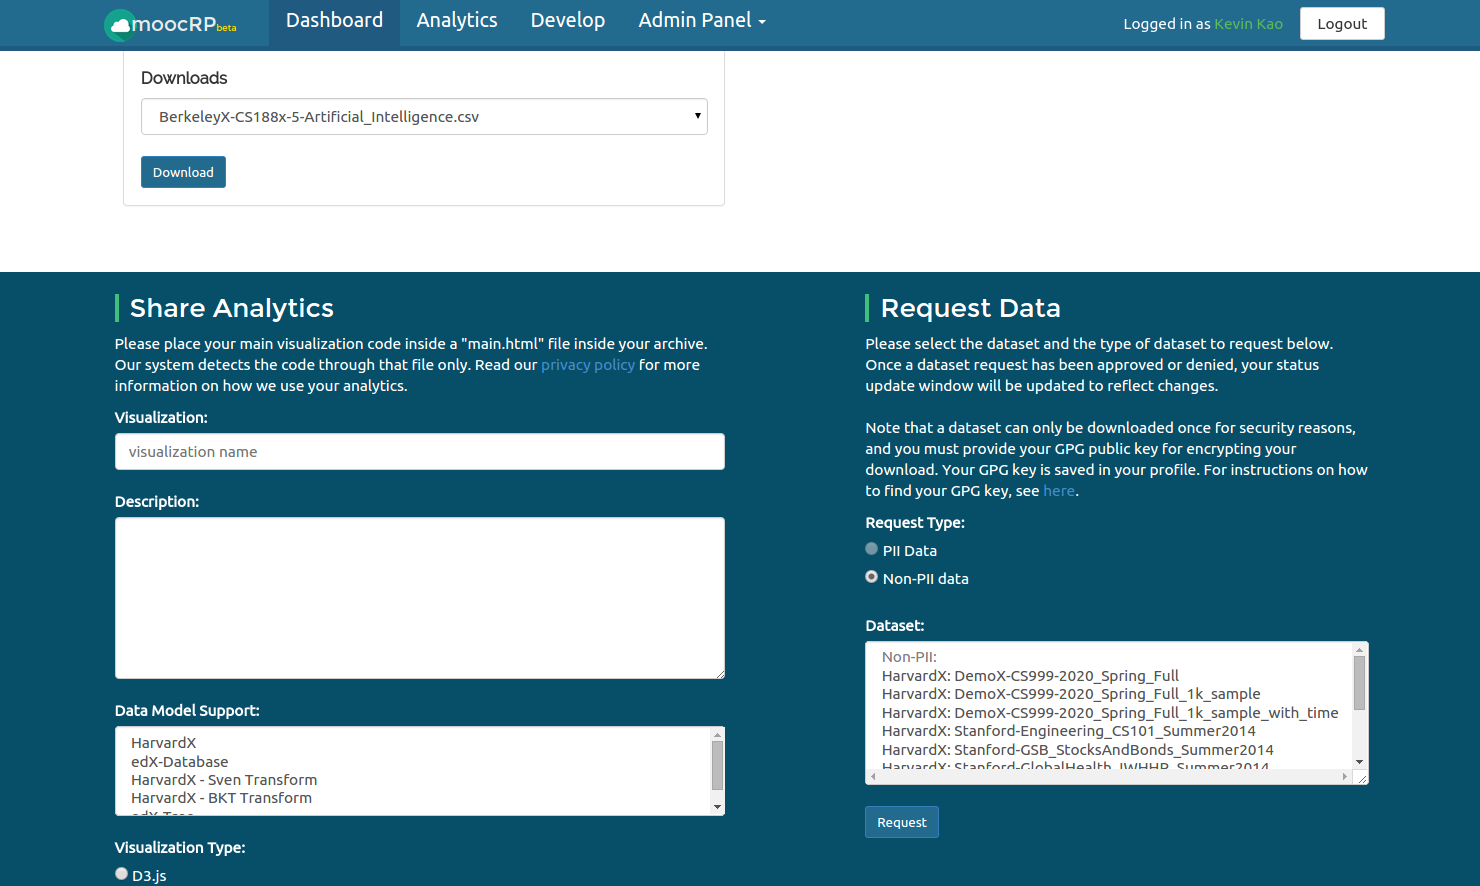 moocRPbeta
Dashboard
Analytics
Develop
Admin Panel
Logged in as Kevin Kao
Logout
Downloads
BerkeleyX-CS188x-5-Artificial_Intelligence.csv
Download
Share Analytics
Please place your main visualization code inside a "main.html" file inside your archive.
Our system detects the code through that file only. Read our privacy policy for more
information on how we use your analytics.
Visualization:
visualization name
Description:
Data Model Support:
HarvardX
edX-Database
HarvardX - Sven Transform
HarvardX - BKT Transform
edX-Tree
Visualization Type:
D3.js
Request Data
Please select the dataset and the type of dataset to request below.
Once a dataset request has been approved or denied, your status
update window will be updated to reflect changes.
Note that a dataset can only be downloaded once for security reasons,
and you must provide your GPG public key for encrypting your
download. Your GPG key is saved in your profile. For instructions on how
to find your GPG key, see here.
Request Type:
PII Data
Non-PII data
Dataset:
Non-PII:
HarvardX: DemoX-CS999-2020_Spring_Full
HarvardX: DemoX-CS999-2020_Spring_Full_1k_sample
HarvardX: DemoX-CS999-2020_Spring_Full_1k_sample_with_time
HarvardX: Stanford-Engineering_CS101_Summer2014
HarvardX: Stanford-GSB_StocksAndBonds_Summer2014
HarvardX: Stanford-GlobalHealth_IWHHR_Summer2014
Request